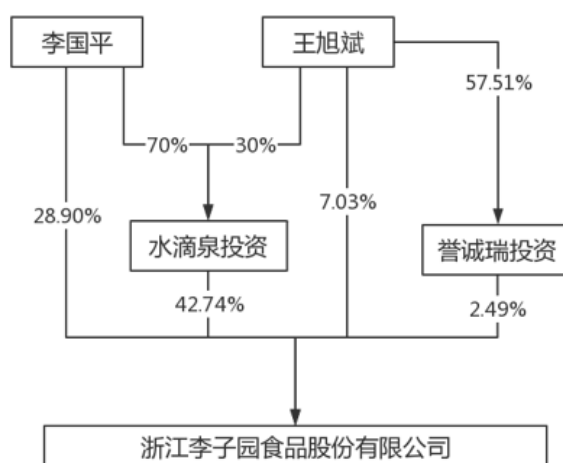 李国平
王旭斌
57.51%
70%
30%
28.90%
7.03%
水滴泉投资
誉诚瑞投资
42.74%
2.49%
浙江李子园食品股份有限公司